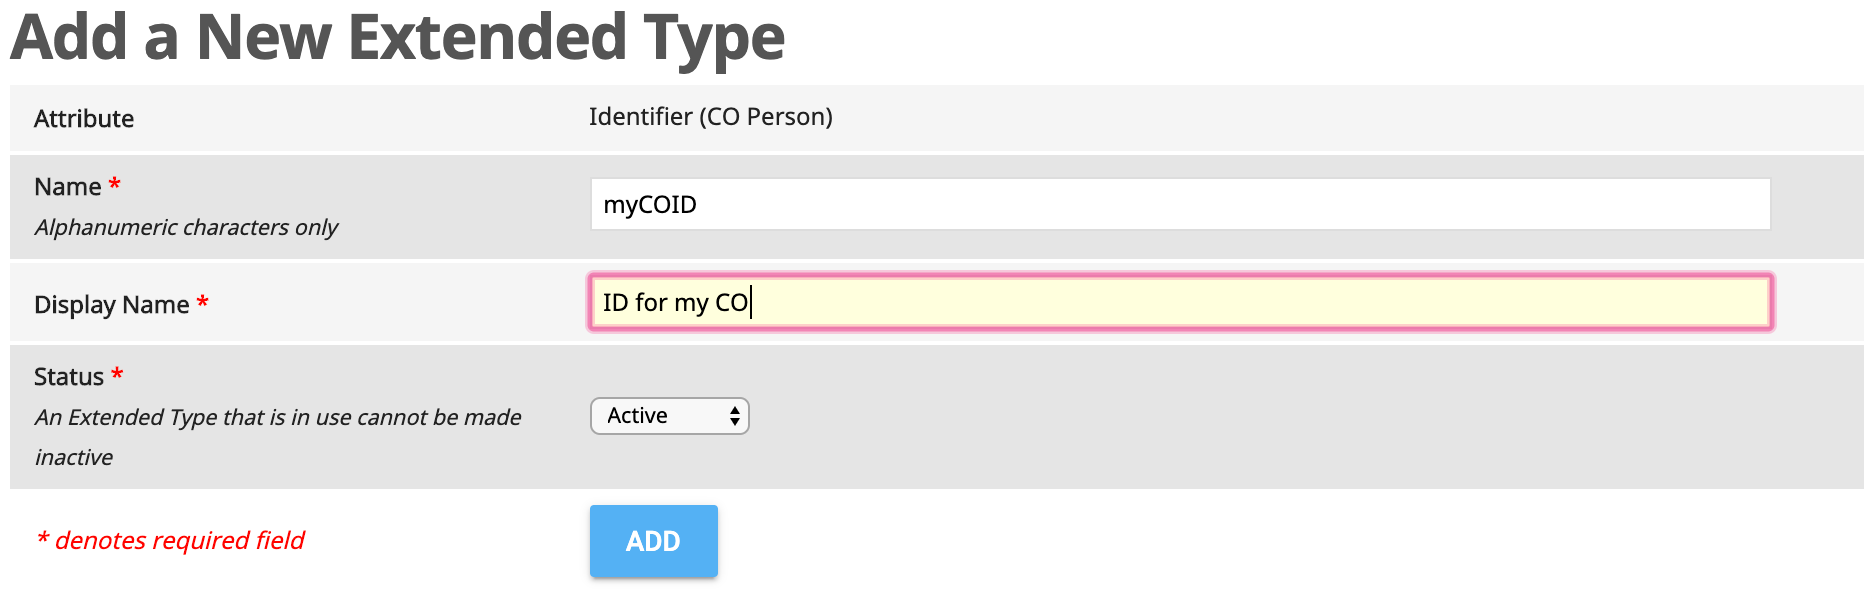 Add a New Extended Type
Attribute
Identifier (CO Person)
Name *
Alphanumeric characters only
myCOID
Display Name *
ID for my CO
Status *
An Extended Type that is in use cannot be made
inactive
Active
* denotes required field
ADD